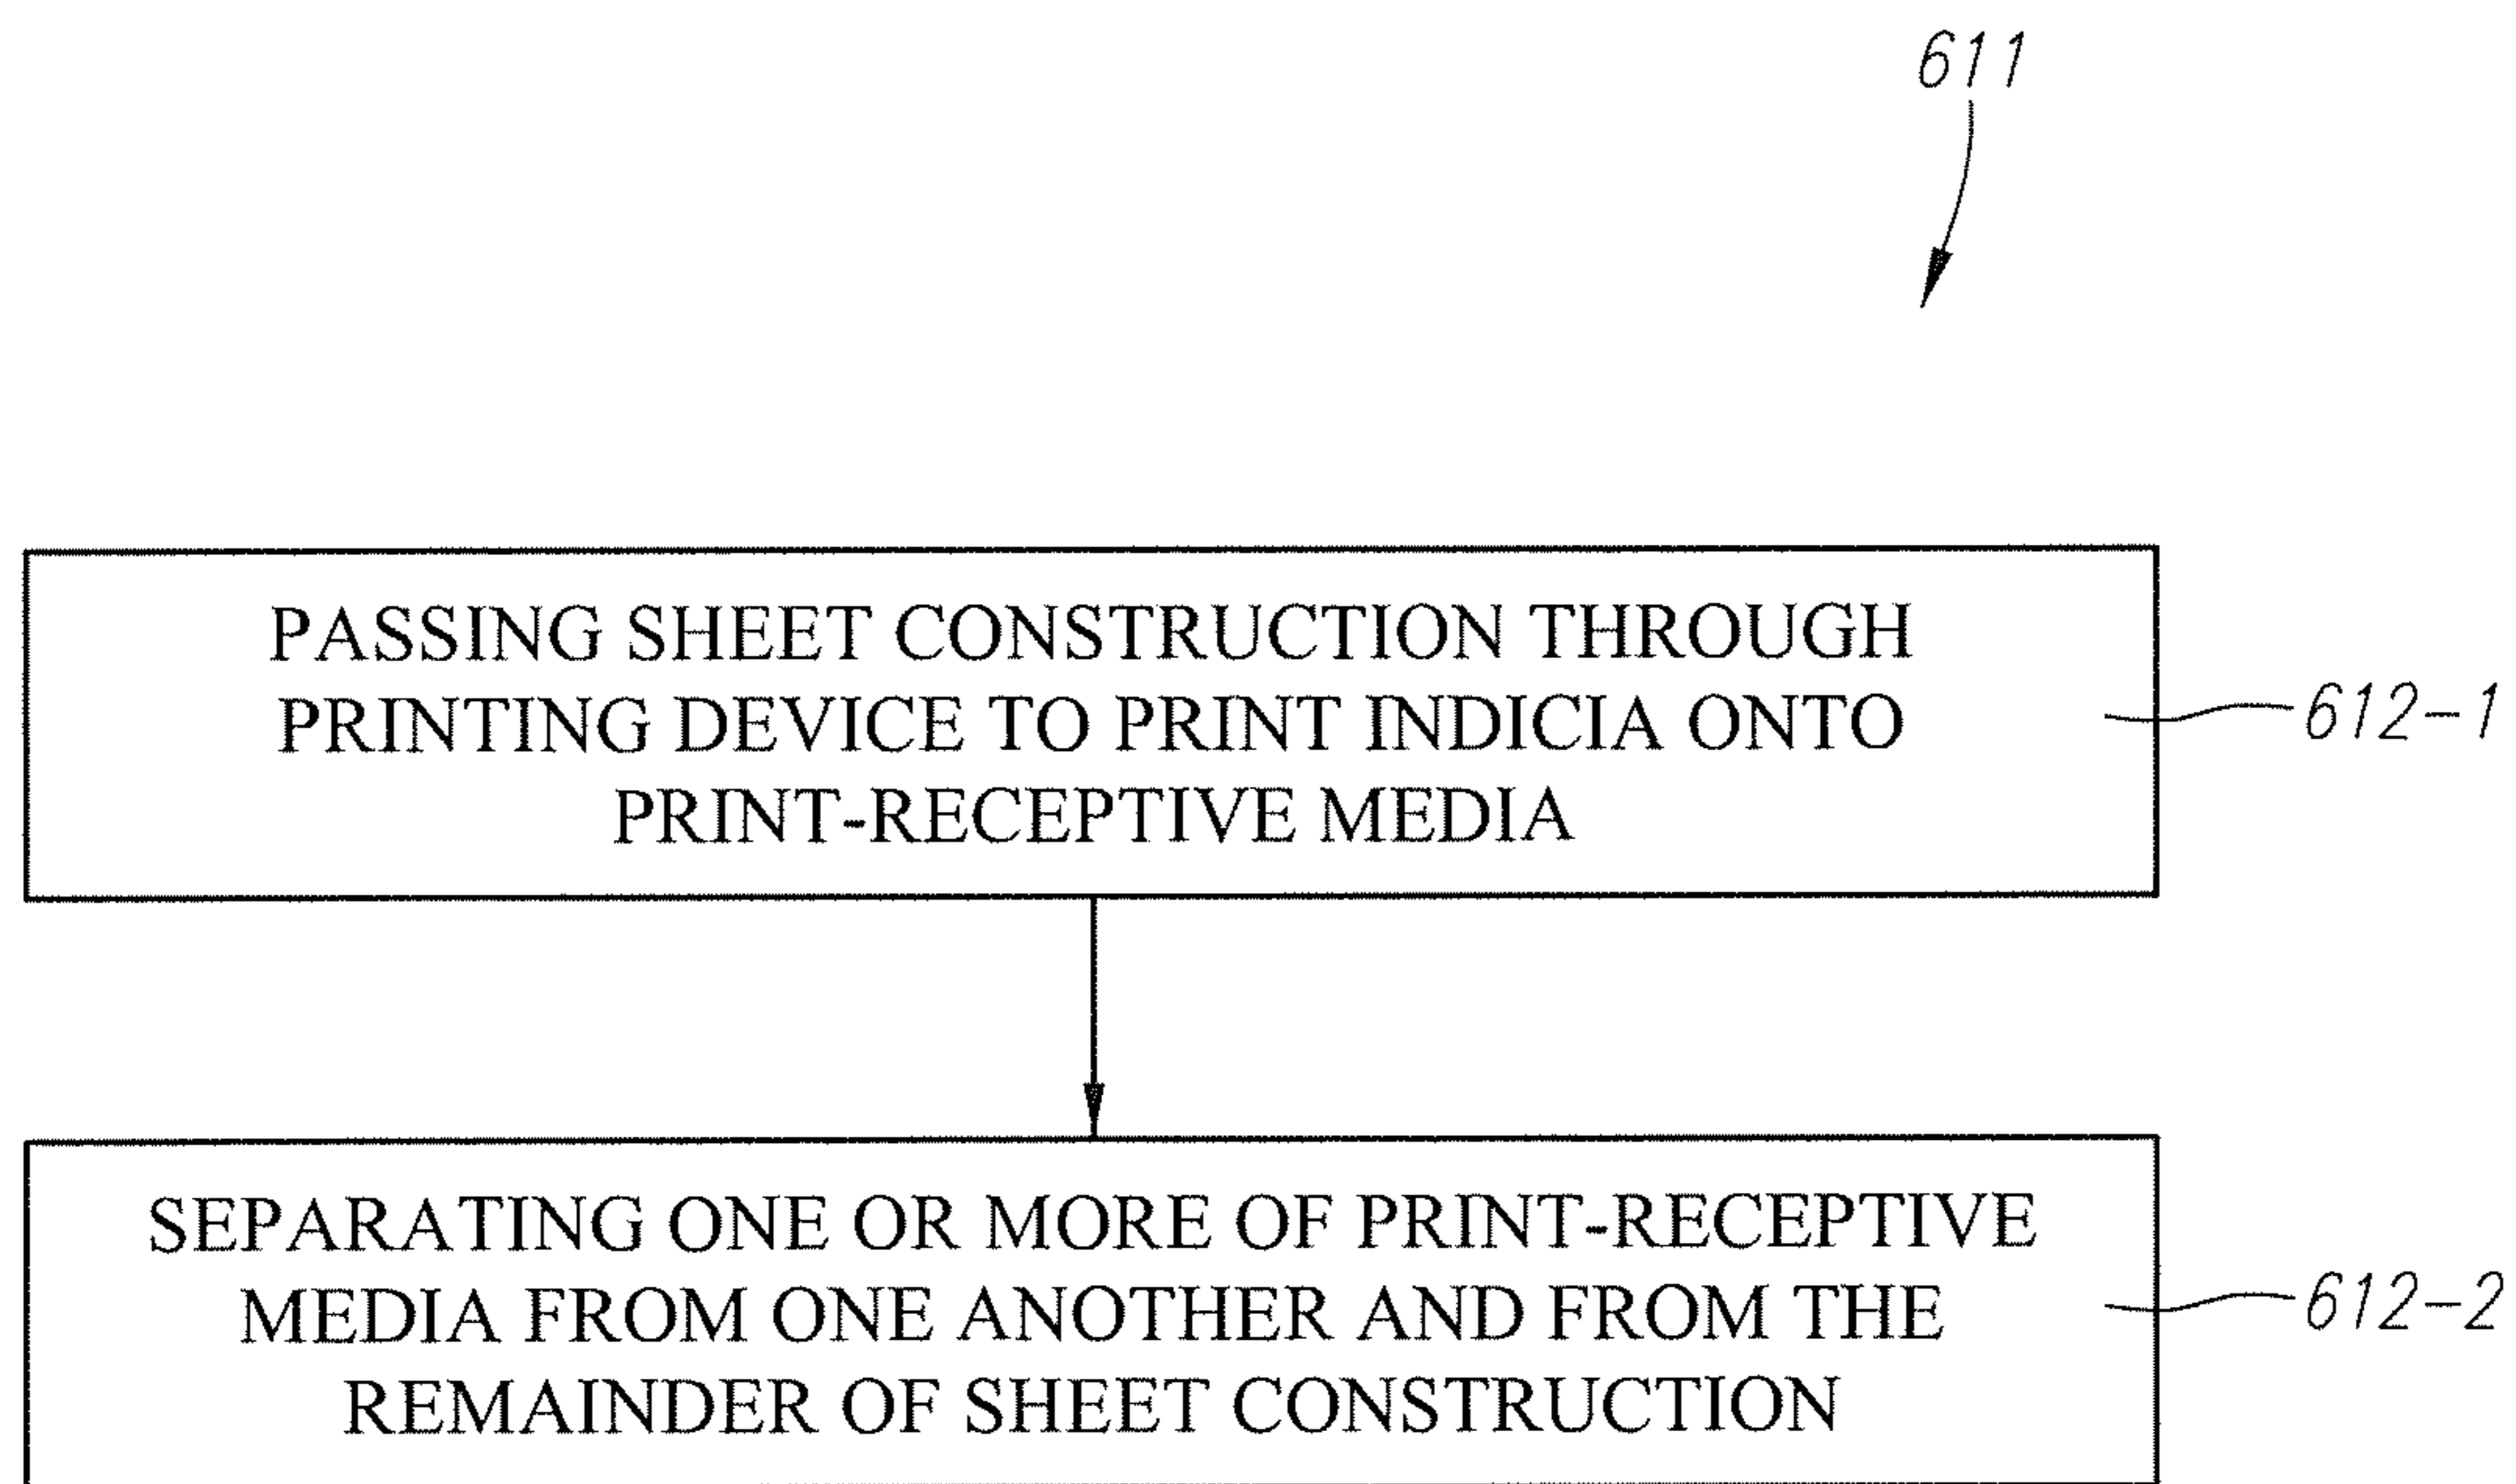 611
PASSING SHEET CONSTRUCTION THROUGH
PRINTING DEVICE TO PRINT INDICIA ONTO
PRINT-RECEPTIVE MEDIA
612-1
SEPARATING ONE OR MORE OF PRINT-RECEPTIVE
MEDIA FROM ONE ANOTHER AND FROM THE
REMAINDER OF SHEET CONSTRUCTION
612-2